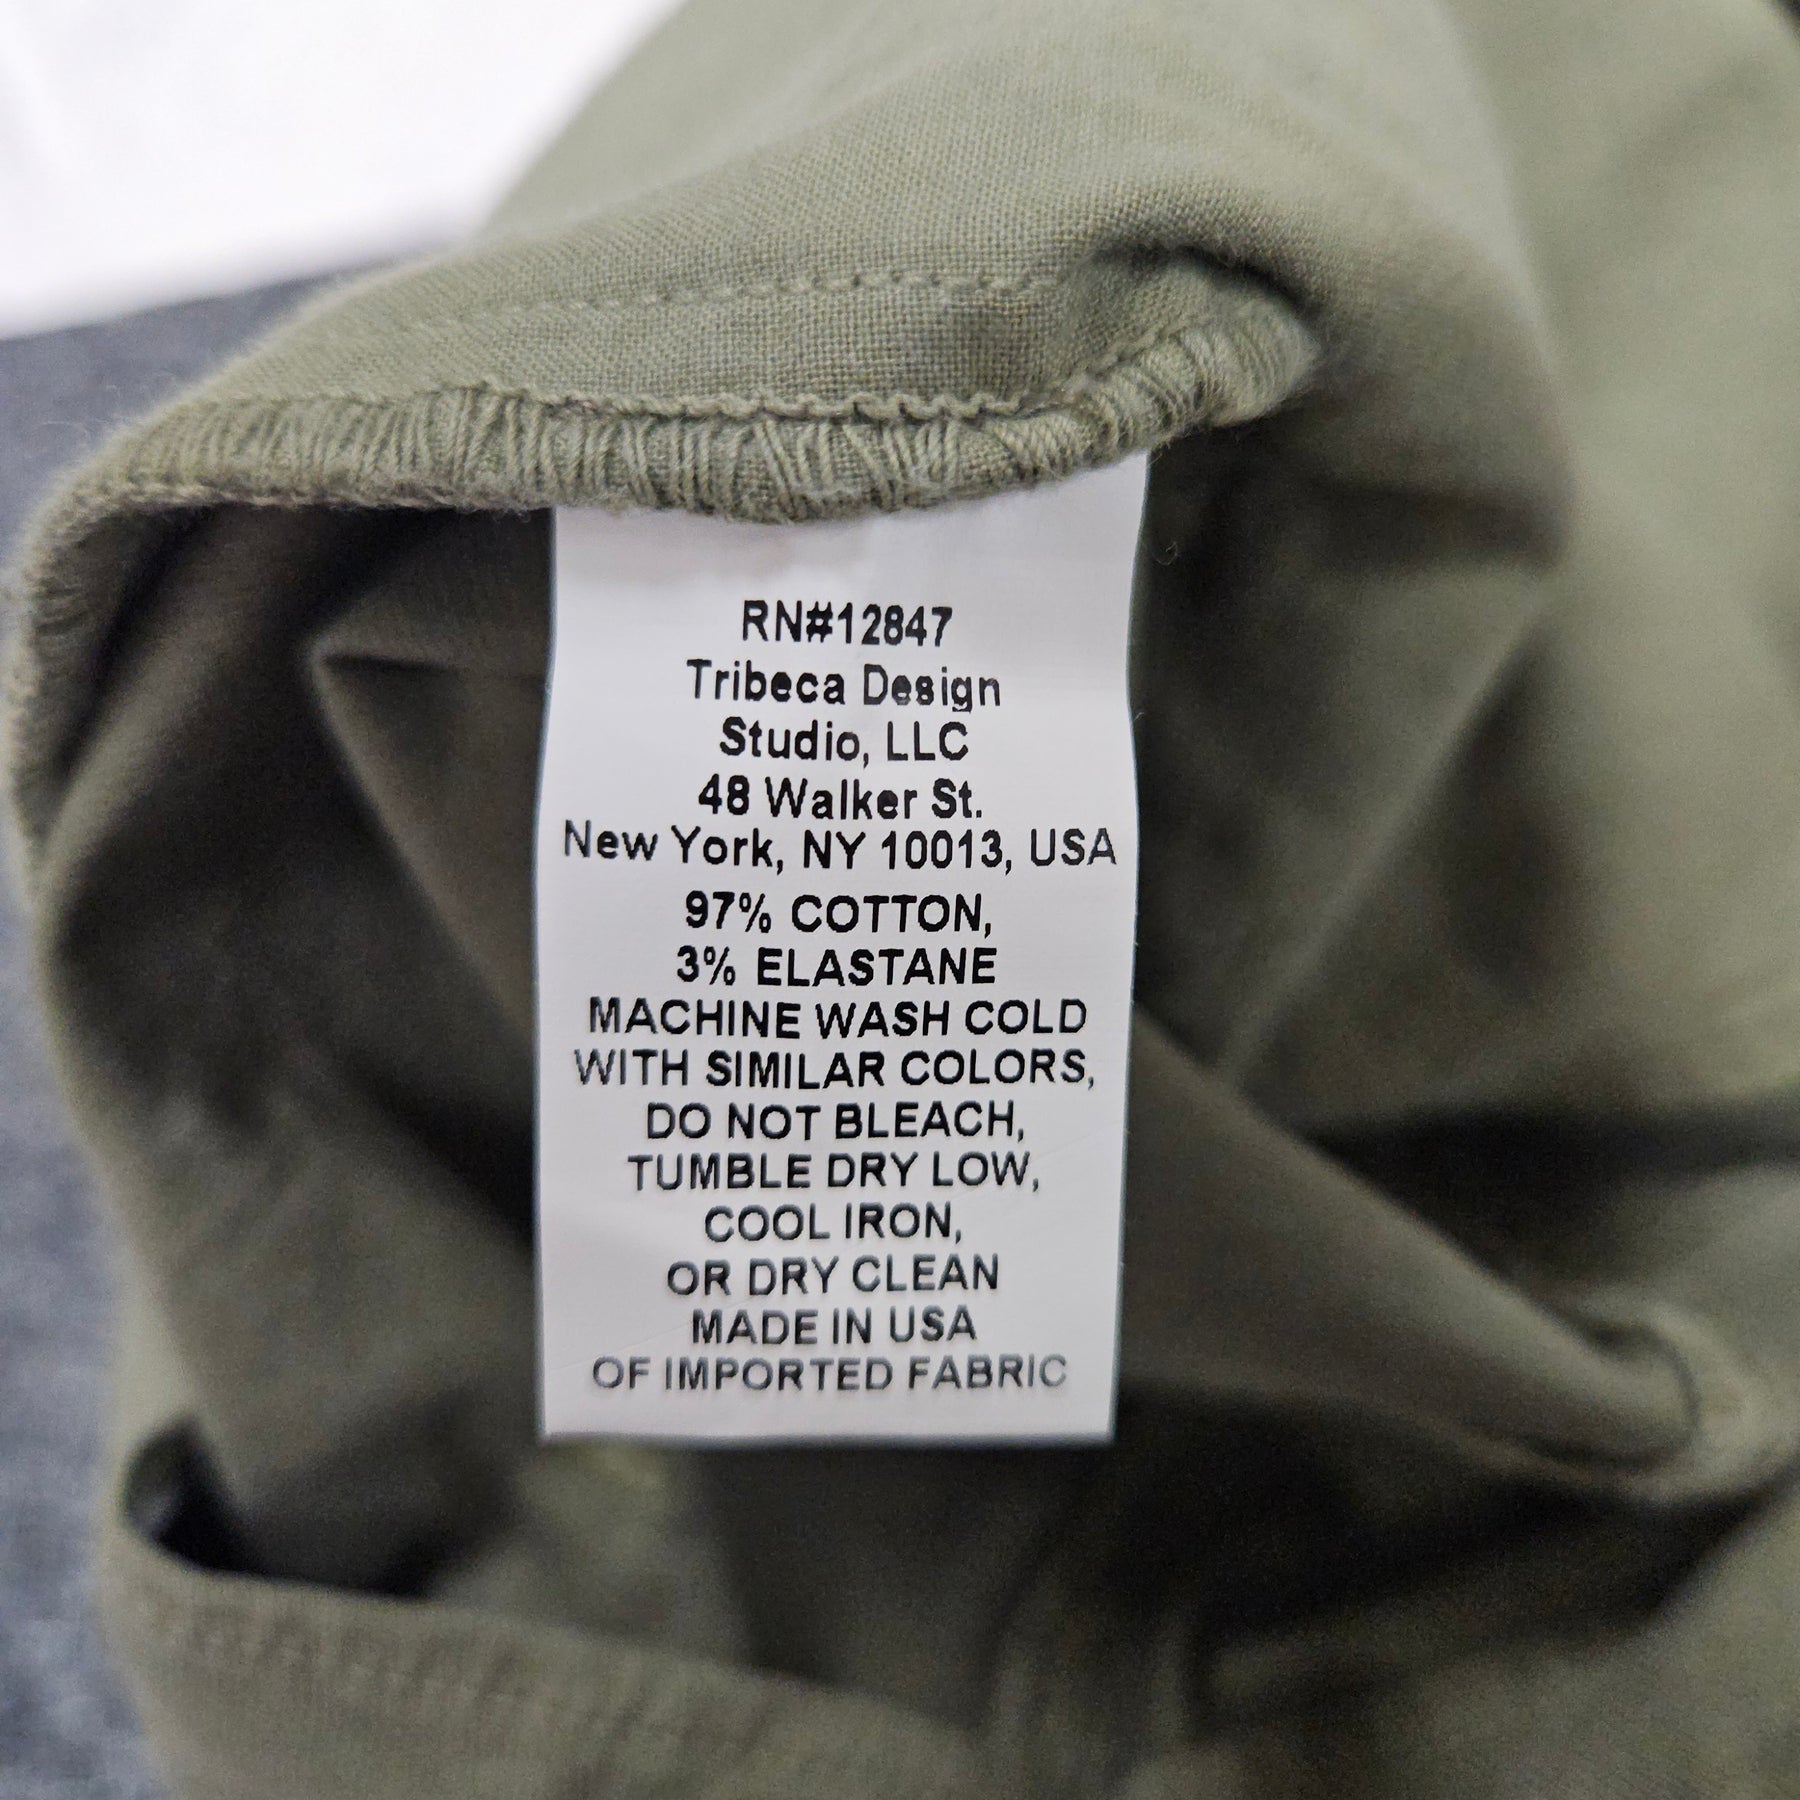 RN#12847
Tribeca Design
Studio, LLC
48 Walker St.
New York, NY 10013, USA
97% COTTON,
3% ELASTANE
MACHINE WASH COLD
WITH SIMILAR COLORS,
DO NOT BLEACH,
TUMBLE DRY LOW,
COOL IRON,
OR DRY CLEAN
MADE IN USA
OF IMPORTED FABRIC